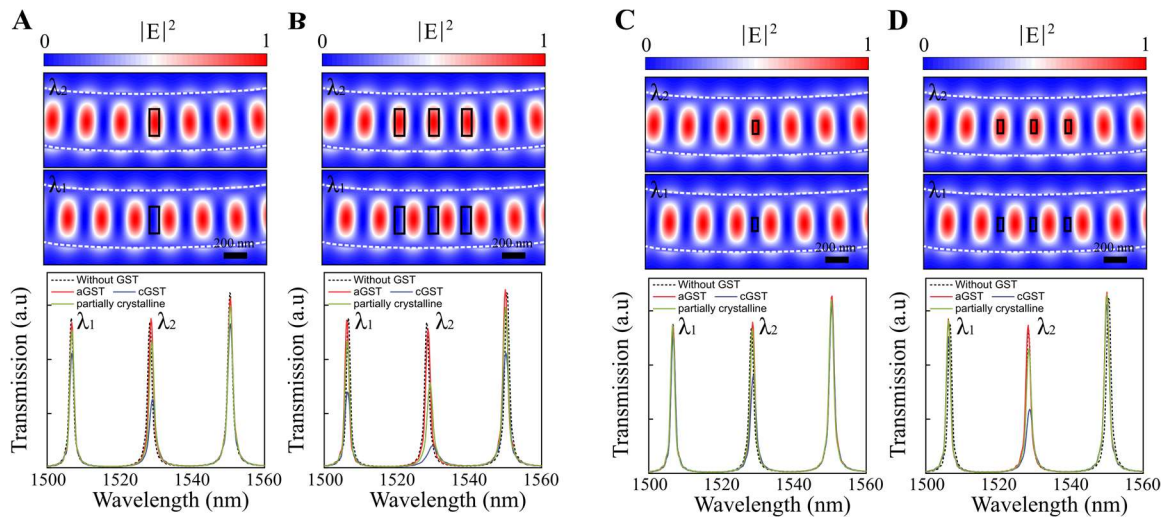 A
|E|²
0
1
λ₂
λ₁
200 nm
Without GST
aGST cGST
partially crystalline
λ₁
λ₂
Transmission (a.u)
1500 1520 1540 1560
Wavelength (nm)
B
|E|²
0
1
λ₂
λ₁
200 nm
Without GST
aGST cGST
partially crystalline
λ₁
λ₂
Transmission (a.u)
1500 1520 1540 1560
Wavelength (nm)
C
|E|²
0
1
λ₂
λ₁
200 nm
Without GST
aGST cGST
partially crystalline
λ₁
λ₂
Transmission (a.u)
1500 1520 1540 1560
Wavelength (nm)
D
|E|²
0
1
λ₂
λ₁
200 nm
Without GST
aGST cGST
partially crystalline
λ₁
λ₂
Transmission (a.u)
1500 1520 1540 1560
Wavelength (nm)